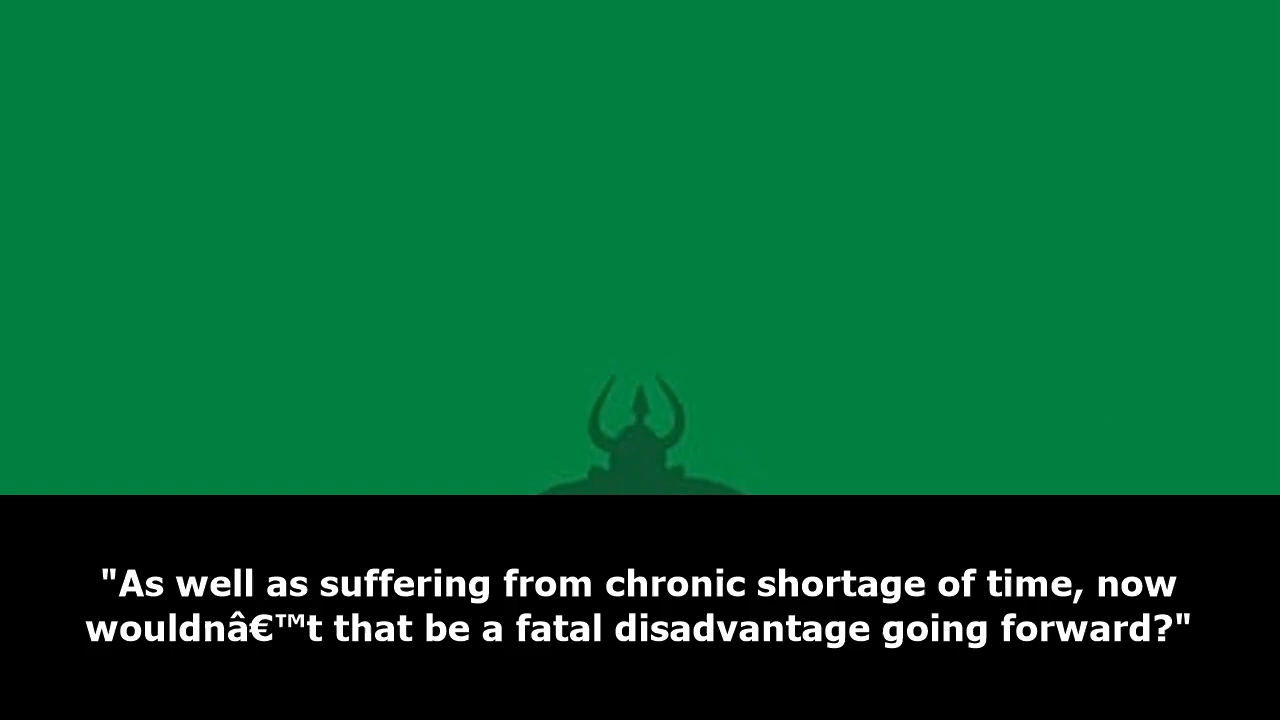 "As well as suffering from chronic shortage of time, now
wouldnâ€™t that be a fatal disadvantage going forward?"